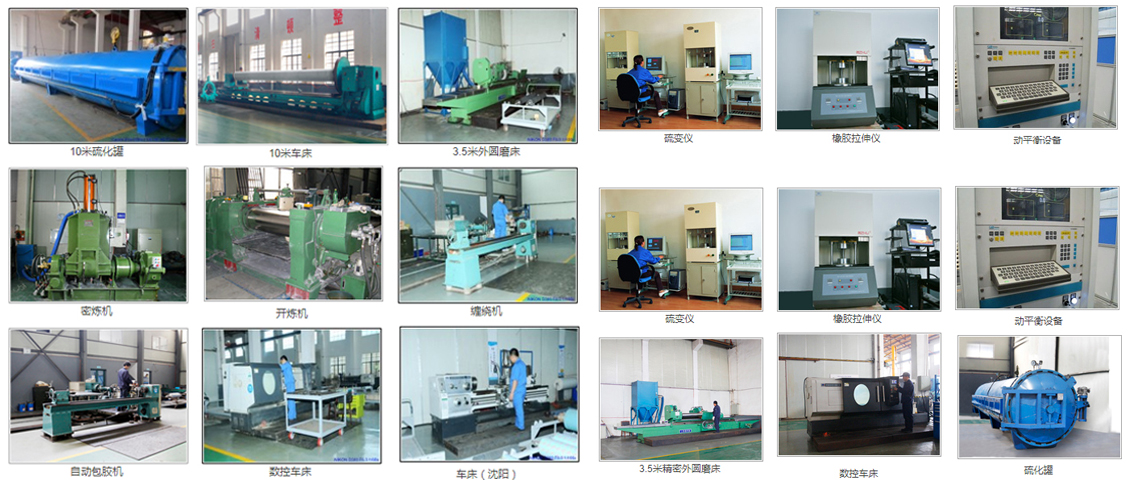 10米硫化罐
10米车床
3.5米外圆磨床
硫变仪
橡胶拉伸仪
动平衡设备
密炼机
开炼机
缠绕机
硫变仪
橡胶拉伸仪
动平衡设备
自动包胶机
数控车床
车床（沈阳）
3.5米精密外圆磨床
数控车床
硫化罐